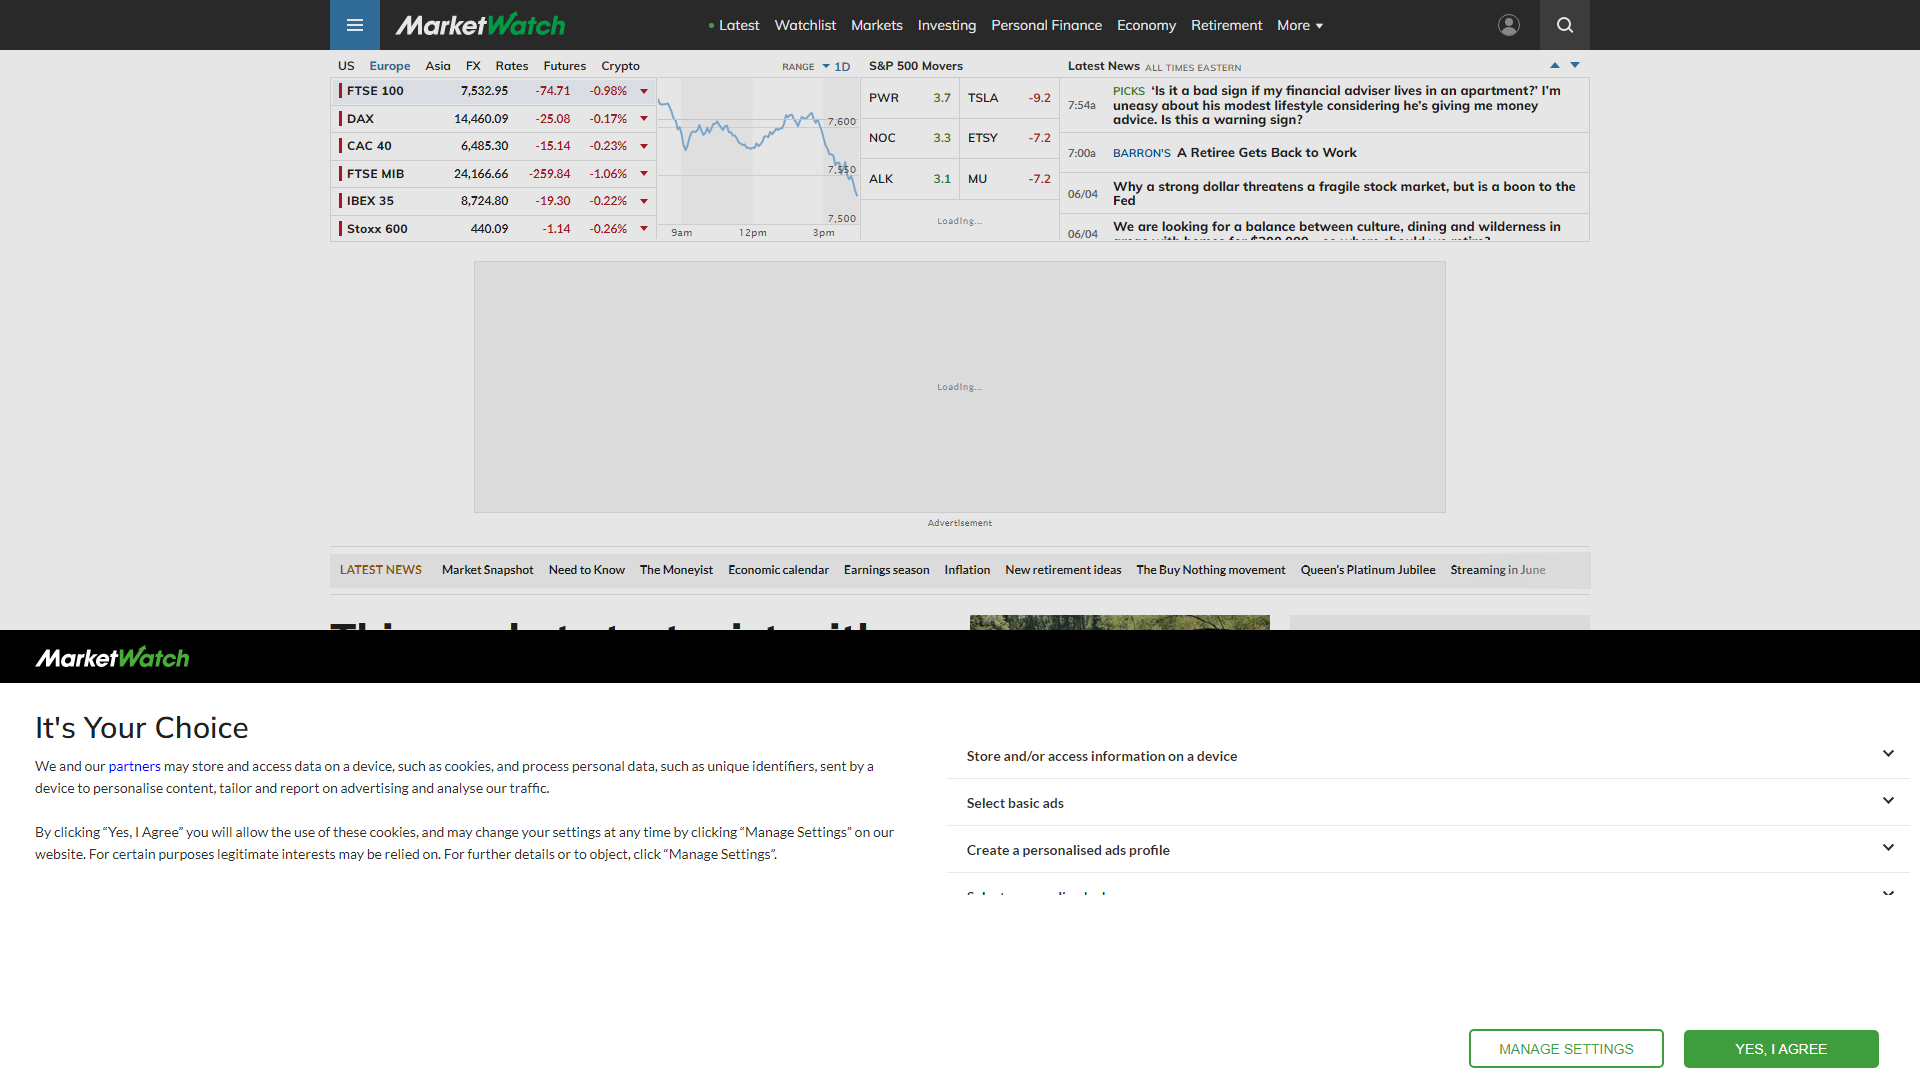 MarketWatch
Latest Watchlist Markets Investing Personal Finance Economy Retirement More
US Europe Asia FX Rates Futures Crypto
RANGE 1D
FTSE 100 7,532.95 -74.71 -0.98%
DAX 14,460.09 -25.08 -0.17%
CAC 40 6,485.30 -15.14 -0.23%
FTSE MIB 24,166.66 -259.84 -1.06%
IBEX 35 8,724.80 -19.30 -0.22%
Stoxx 600 440.09 -1.14 -0.26%
7,600
7,550
7,500
9am 12pm 3pm
S&P 500 Movers
PWR 3.7 TSLA -9.2
NOC 3.3 ETSY -7.2
ALK 3.1 MU -7.2
Loading...
Latest News ALL TIMES EASTERN
7:54a PICKS ‘Is it a bad sign if my financial adviser lives in an apartment?’ I’m
uneasy about his modest lifestyle considering he’s giving me money
advice. Is this a warning sign?
7:00a BARRON'S A Retiree Gets Back to Work
06/04 Why a strong dollar threatens a fragile stock market, but is a boon to the
Fed
06/04 We are looking for a balance between culture, dining and wilderness in
Loading...
Advertisement
LATEST NEWS Market Snapshot Need to Know The Moneyist Economic calendar Earnings season Inflation New retirement ideas The Buy Nothing movement Queen’s Platinum Jubilee Streaming in June
MarketWatch
It's Your Choice
We and our partners may store and access data on a device, such as cookies, and process personal data, such as unique identifiers, sent by a
device to personalise content, tailor and report on advertising and analyse our traffic.
By clicking “Yes, I Agree” you will allow the use of these cookies, and may change your settings at any time by clicking “Manage Settings” on our
website. For certain purposes legitimate interests may be relied on. For further details or to object, click “Manage Settings”.
Store and/or access information on a device
Select basic ads
Create a personalised ads profile
MANAGE SETTINGS
YES, I AGREE